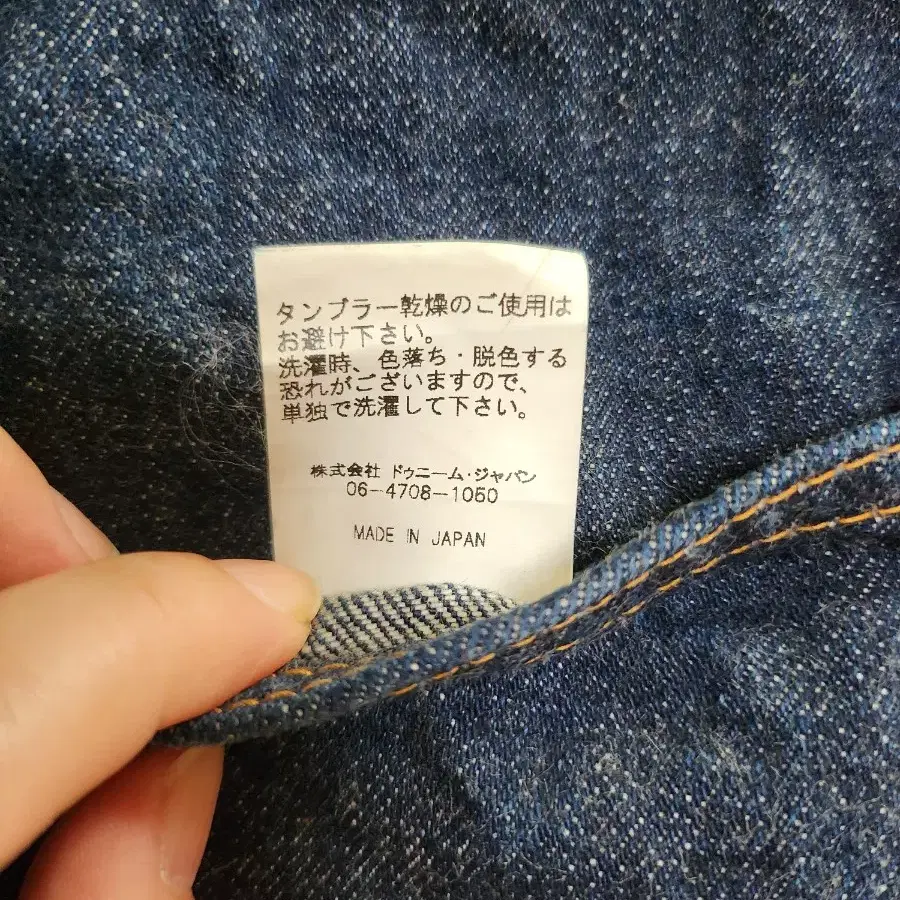 タンブラー乾燥のご使用は
お避け下さい。
洗濯時、色落ち・脱色する
恐れがございますので、
単独で洗濯して下さい。
株式会社 ドゥニーム・ジャパン
06-4708-1050
MADE IN JAPAN